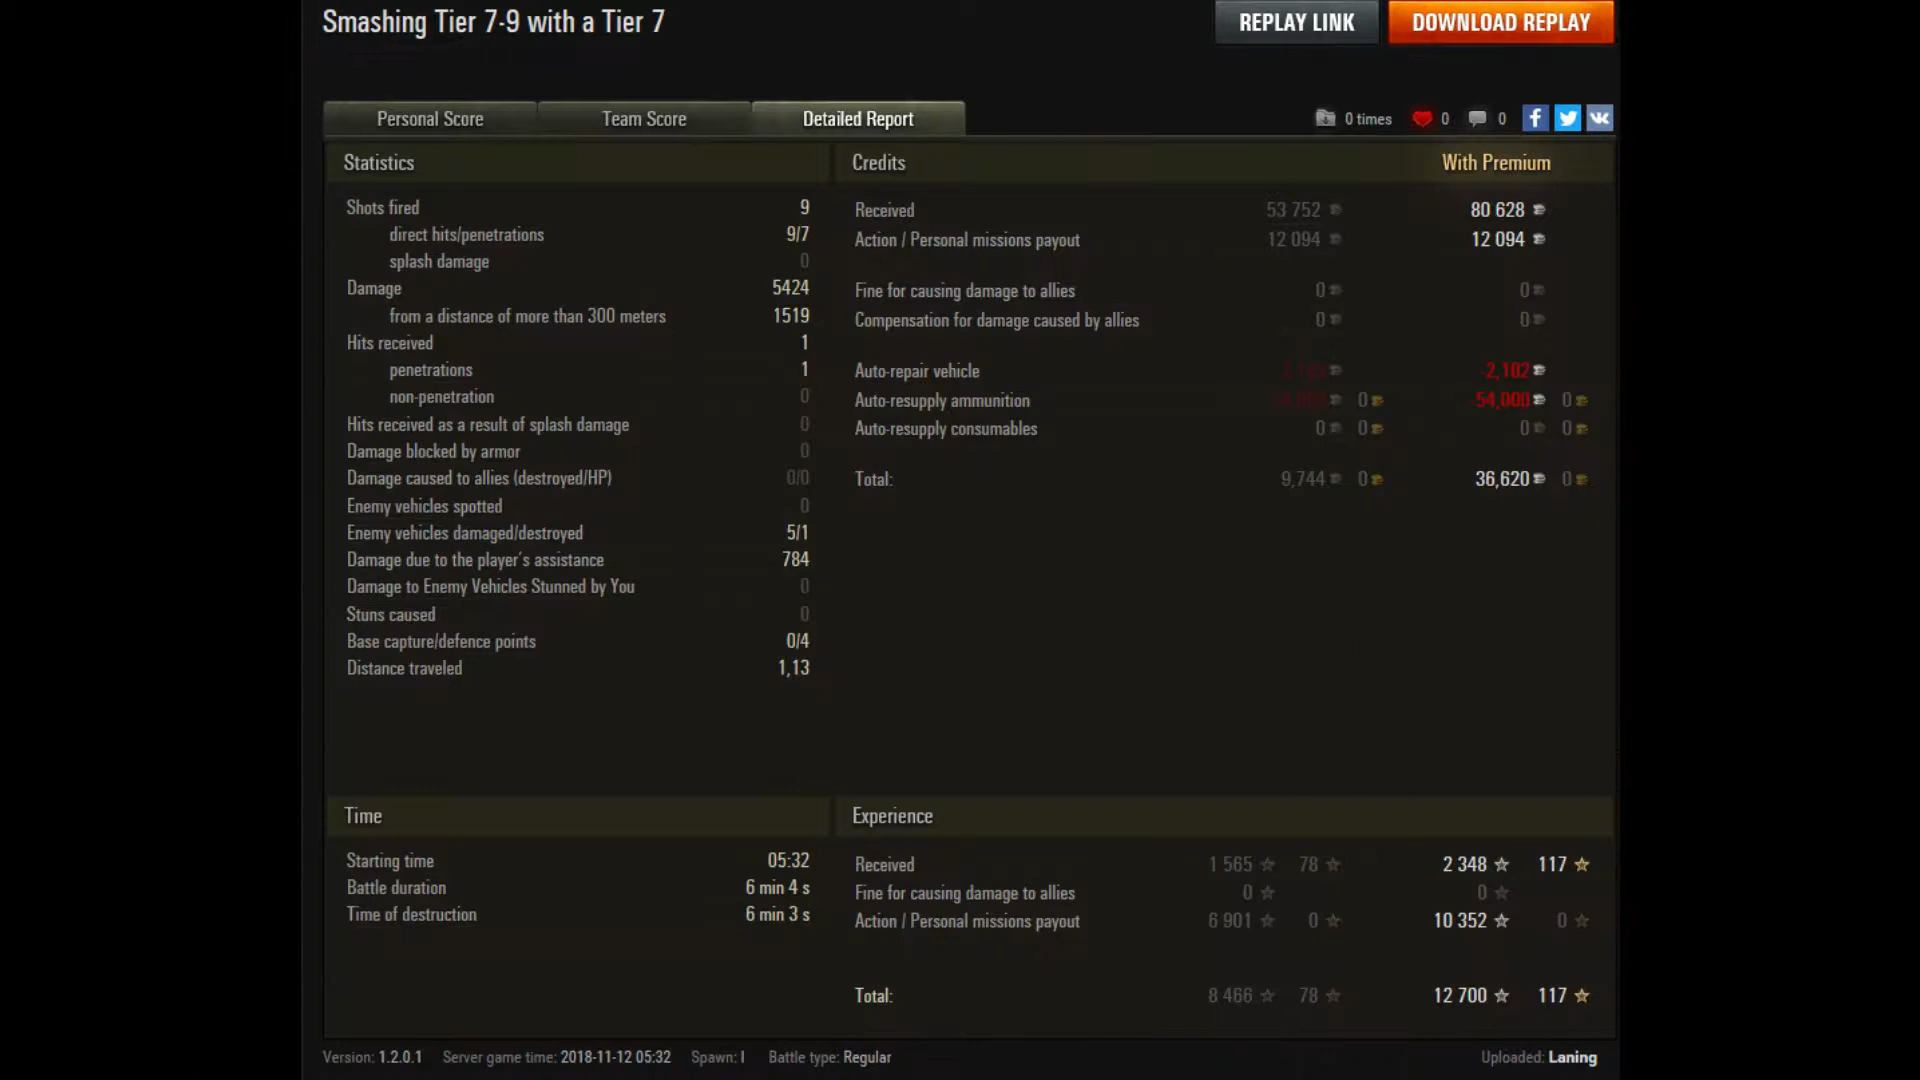 Smashing Tier 7-9 with a Tier 7
REPLAY LINK
DOWNLOAD REPLAY
Personal Score
Team Score
Detailed Report
0 times 0 0
Statistics
Shots fired 9
direct hits/penetrations 9/7
splash damage 0
Damage 5424
from a distance of more than 300 meters 1519
Hits received 1
penetrations 1
non-penetration 0
Hits received as a result of splash damage 0
Damage blocked by armor 0
Damage caused to allies (destroyed/HP) 0/0
Enemy vehicles spotted 0
Enemy vehicles damaged/destroyed 5/1
Damage due to the player's assistance 784
Damage to Enemy Vehicles Stunned by You 0
Stuns caused 0
Base capture/defence points 0/4
Distance traveled 1,13
Credits With Premium
Received 53 752 80 628
Action / Personal missions payout 12 094 12 094
Fine for causing damage to allies 0 0
Compensation for damage caused by allies 0 0
Auto-repair vehicle -2,102
Auto-resupply ammunition 0 -54,000 0
Auto-resupply consumables 0 0 0 0
Total: 9,744 0 36,620 0
Time
Starting time 05:32
Battle duration 6 min 4 s
Time of destruction 6 min 3 s
Experience
Received 1 565 78 2 348 117
Fine for causing damage to allies 0 0
Action / Personal missions payout 6 901 0 10 352 0
Total: 8 466 78 12 700 117
Version: 1.2.0.1 Server game time: 2018-11-12 05:32 Spawn: I Battle type: Regular
Uploaded: Laning